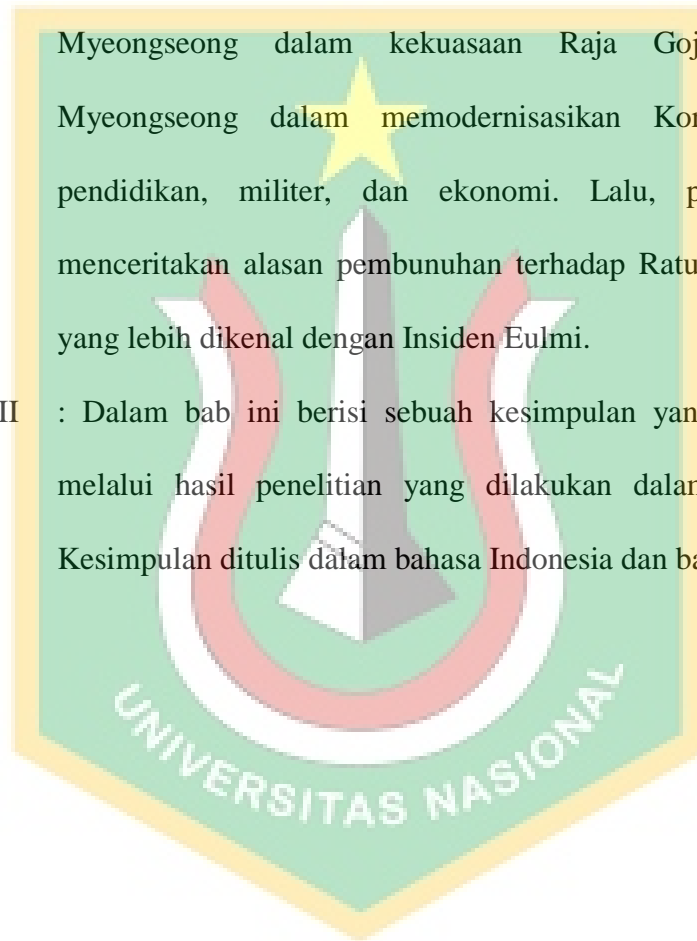 Myeongseong dalam kekuasaan Raja
Myeongseong dalam memodernisasikan
pendidikan, militer, dan ekonomi. Lalu,
menceritakan alasan pembunuhan terhadap Ratu
yang lebih dikenal dengan Insiden Eulmi.
II : Dalam bab ini berisi sebuah kesimpulan
melalui hasil penelitian yang dilakukan
Kesimpulan ditulis dalam bahasa Indonesia dan
UNIVERSITAS NASIONAL